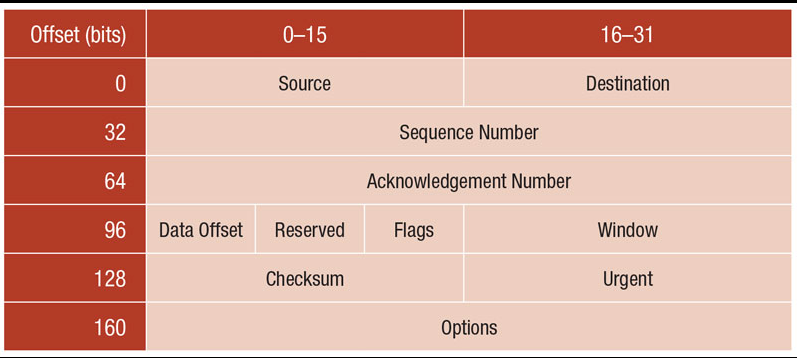 Offset (bits) 0–15 16–31
0 Source Destination
32 Sequence Number
64 Acknowledgement Number
96 Data Offset Reserved Flags Window
128 Checksum Urgent
160 Options